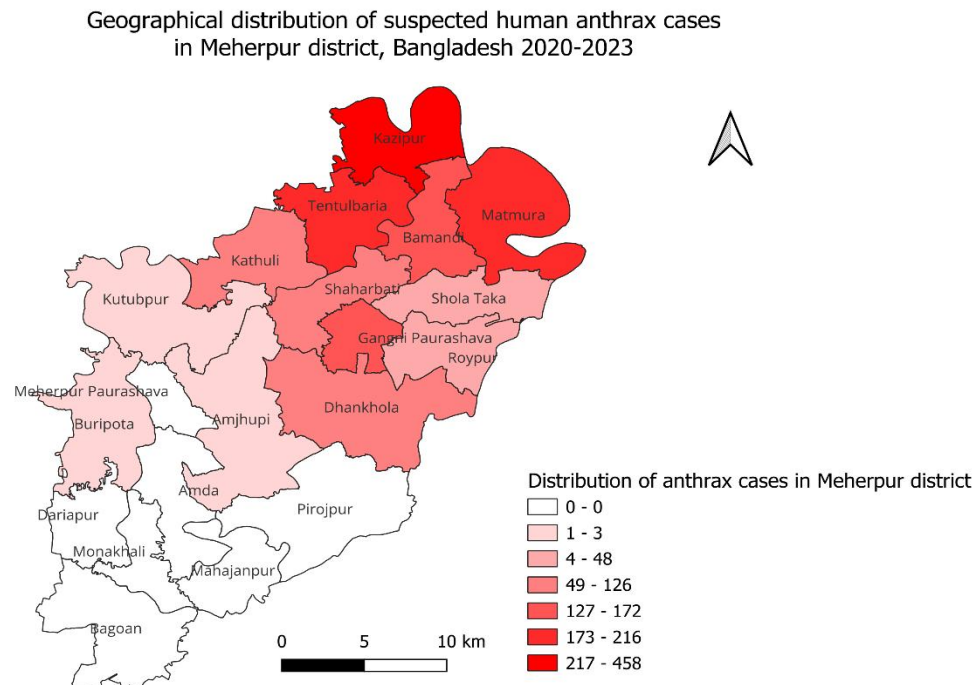 Geographical distribution of suspected human anthrax cases
in Meherpur district, Bangladesh 2020-2023
Kazipur
Tentulbaria
Matmura
Bamandi
Kathuli
Shaharbati
Kutubpur
Shola Taka
Gangni Paurashava
Roypur
Meherpur Paurashava
Dhankhola
Amjhupi
Buripota
Amda
Pirojpur
Dariapur
Monakhali
Mahajanpur
Bagoan
Distribution of anthrax cases in Meherpur district
0 - 0
1 - 3
4 - 48
49 - 126
127 - 172
173 - 216
217 - 458
0 5 10 km